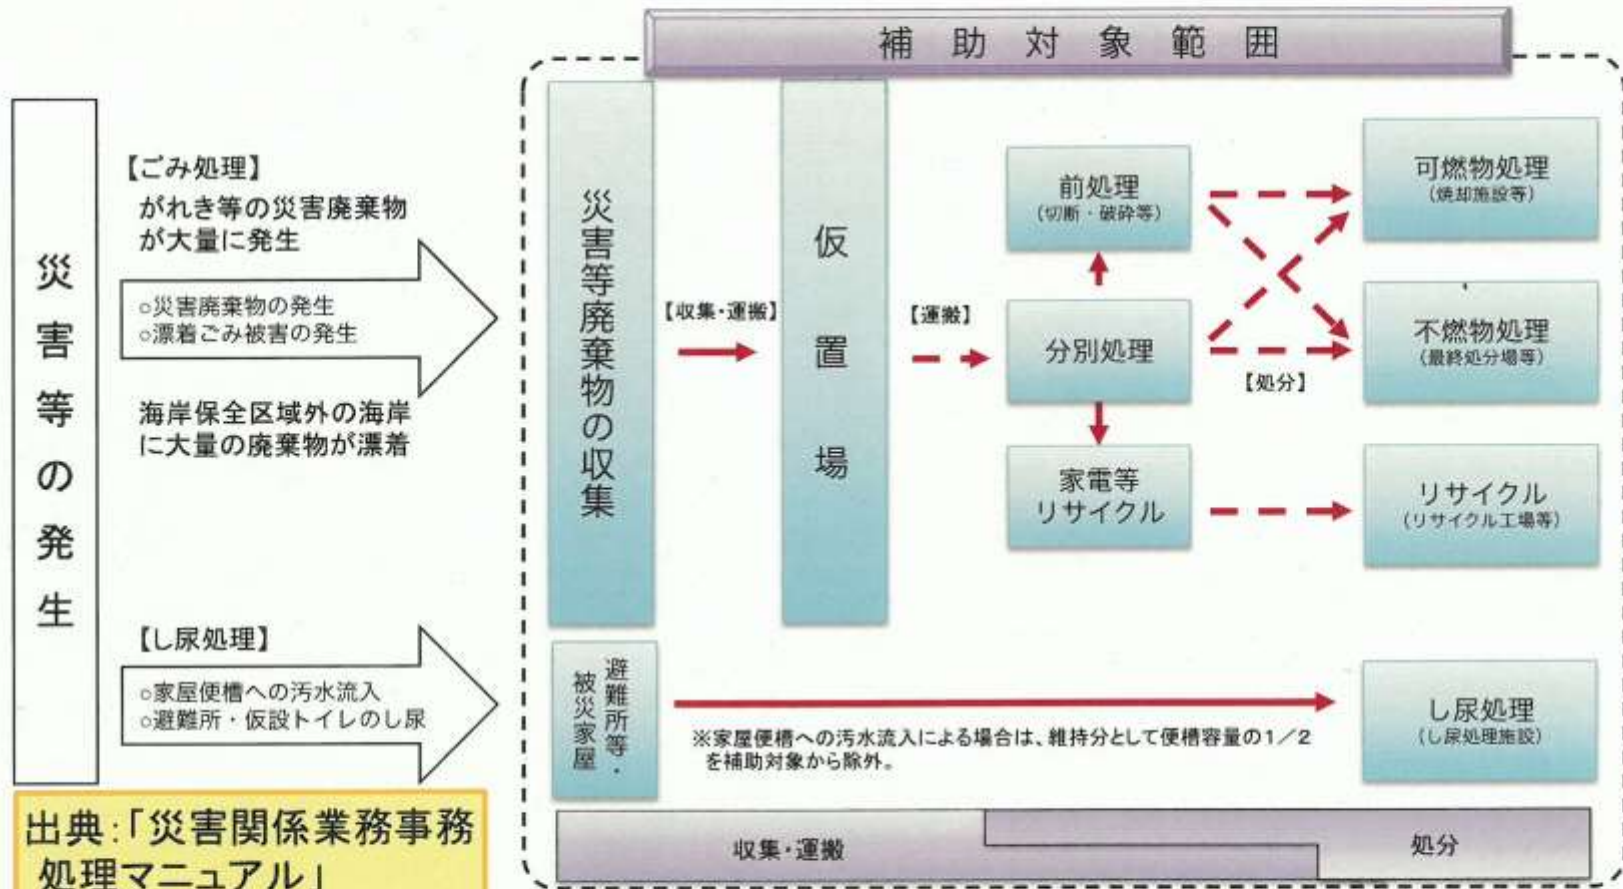 補助対象範囲
災害等の発生
【ごみ処理】
がれき等の災害廃棄物
が大量に発生
○災害廃棄物の発生
○漂着ごみ被害の発生
海岸保全区域外の海岸
に大量の廃棄物が漂着
【し尿処理】
○家屋便槽への汚水流入
○避難所・仮設トイレのし尿
災害等廃棄物の収集
【収集・運搬】
仮置場
【運搬】
前処理
(切断・破砕等)
分別処理
家電等
リサイクル
【処分】
可燃物処理
(焼却施設等)
不燃物処理
(最終処分場等)
リサイクル
(リサイクル工場等)
避難所等・
被災家屋
※家屋便槽への汚水流入による場合は、維持分として便槽容量の1/2
を補助対象から除外。
し尿処理
(し尿処理施設)
収集・運搬
処分
出典:「災害関係業務事務
処理マニュアル」